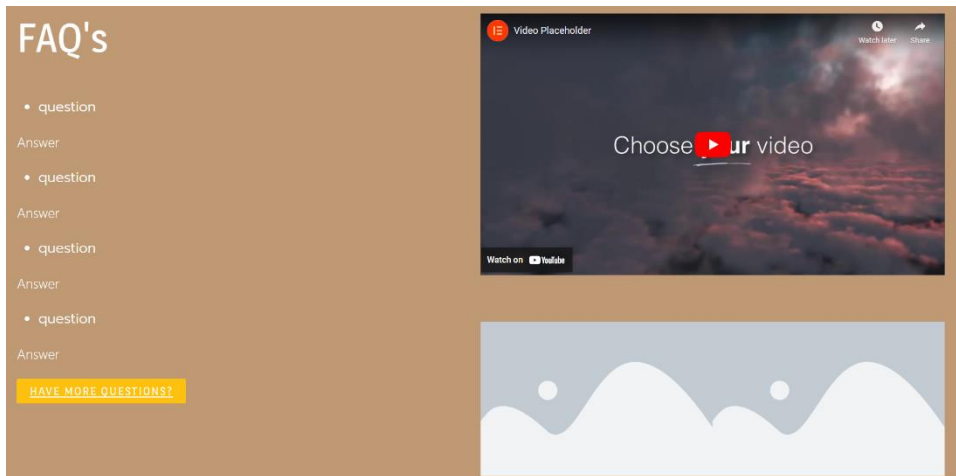 FAQ's
• question
Answer
• question
Answer
• question
Answer
• question
Answer
HAVE MORE QUESTIONS?
Video Placeholder
Watch later
Share
Choose your video
Watch on YouTube